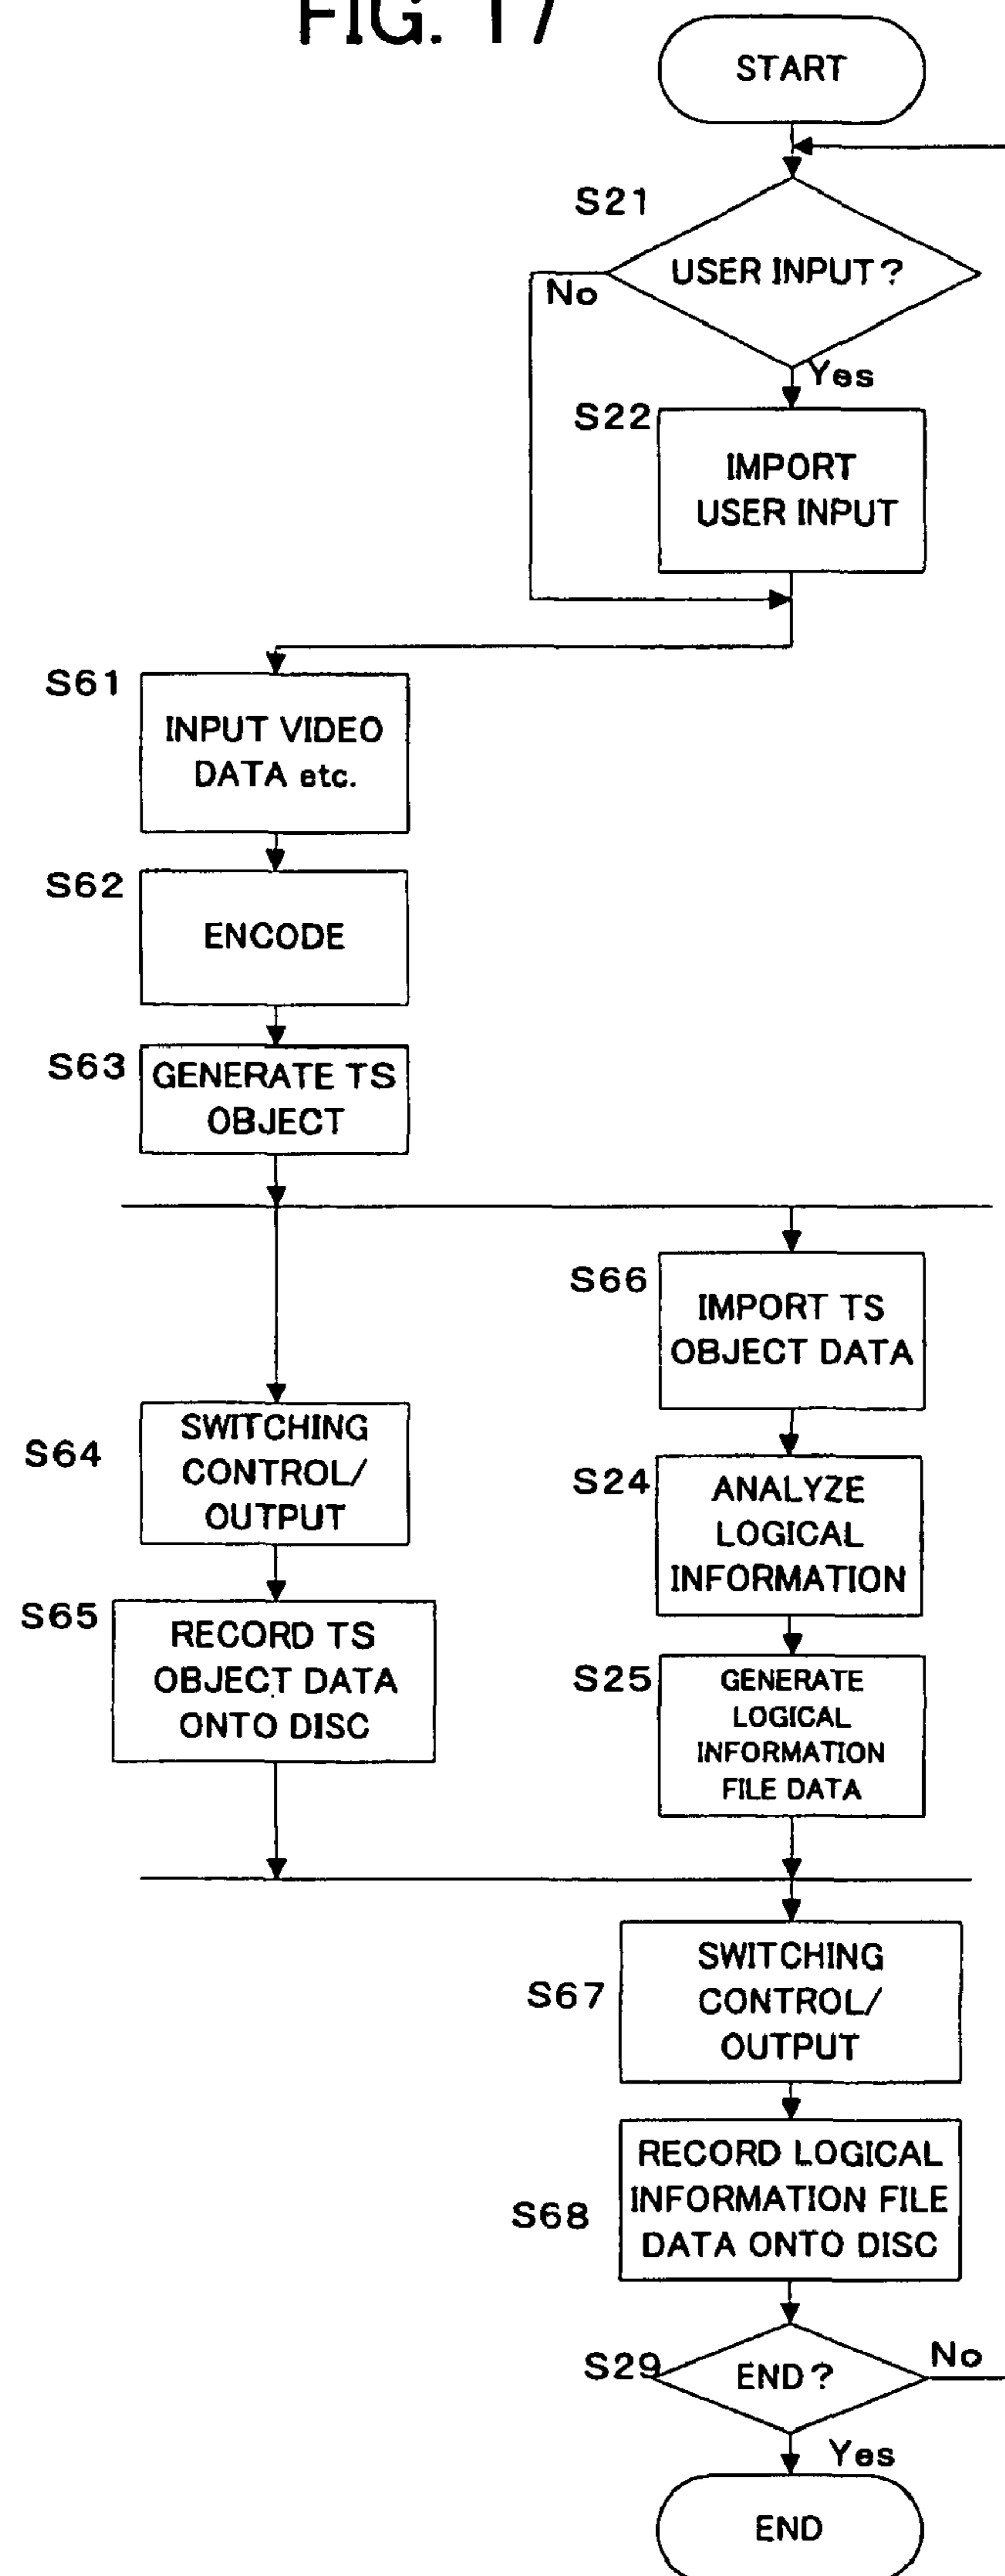 FIG. 17
START
S21
USER INPUT?
No
Yes
S22
IMPORT
USER INPUT
S61
INPUT VIDEO
DATA etc.
S62
ENCODE
S63
GENERATE TS
OBJECT
S66
IMPORT TS
OBJECT DATA
S64
SWITCHING
CONTROL/
OUTPUT
S24
ANALYZE
LOGICAL
INFORMATION
S65
RECORD TS
OBJECT DATA
ONTO DISC
S25
GENERATE
LOGICAL
INFORMATION
FILE DATA
S67
SWITCHING
CONTROL/
OUTPUT
S68
RECORD LOGICAL
INFORMATION FILE
DATA ONTO DISC
S29
END?
No
Yes
END